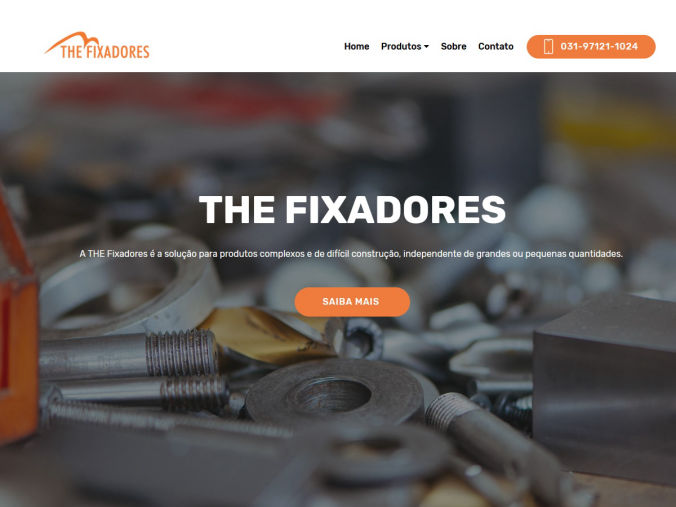 THE FIXADORES
Home Produtos Sobre Contato 031-97121-1024
THE FIXADORES
A THE Fixadores é a solução para produtos complexos e de difícil construção, independente de grandes ou pequenas quantidades.
SAIBA MAIS